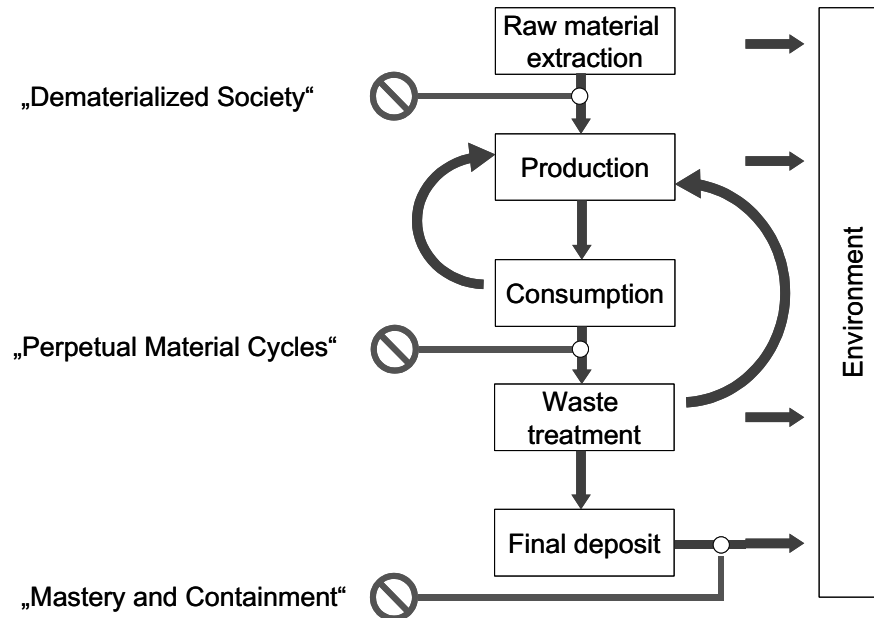 Raw material
extraction
„Dematerialized Society“
Production
Consumption
„Perpetual Material Cycles“
Waste
treatment
Final deposit
„Mastery and Containment“
Environment